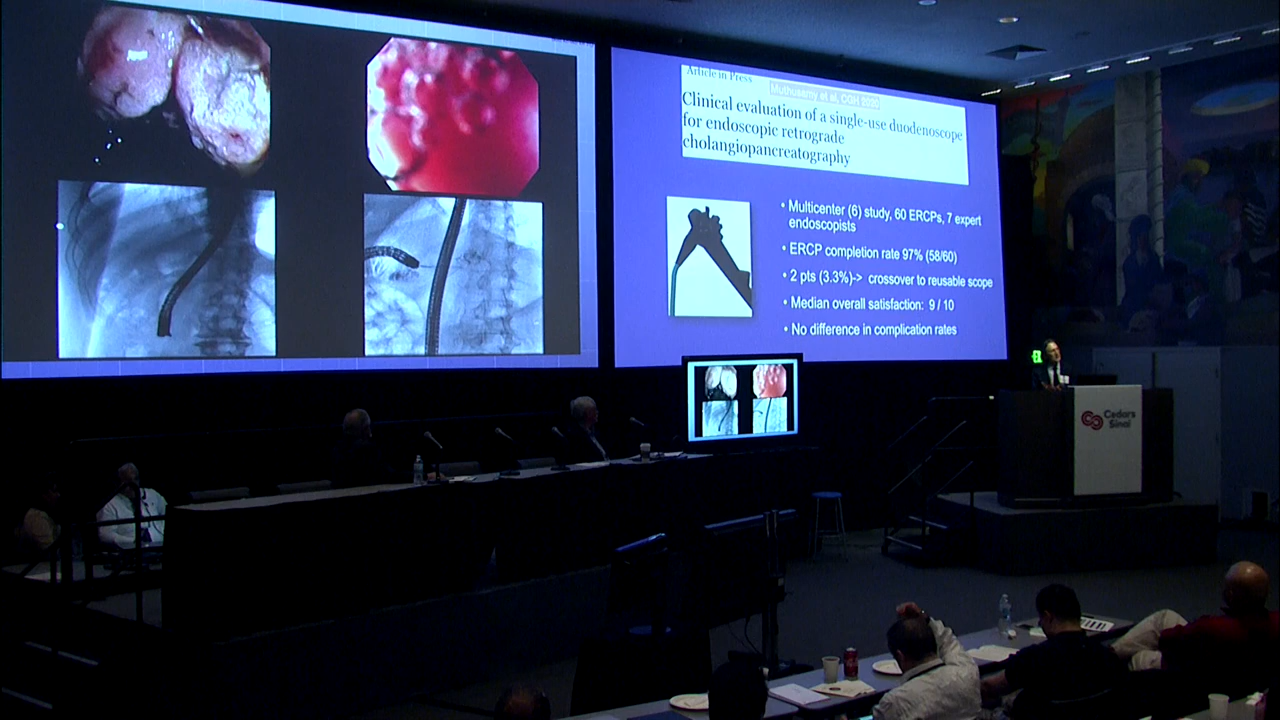 Article in Press
Muthusamy et al, CGH 2020
Clinical evaluation of a single-use duodenoscope
for endoscopic retrograde
cholangiopancreatography
• Multicenter (6) study, 60 ERCPs, 7 expert
endoscopists
• ERCP completion rate 97% (58/60)
• 2 pts (3.3%)-> crossover to reusable scope
• Median overall satisfaction: 9 / 10
• No difference in complication rates
Cedars
Sinai